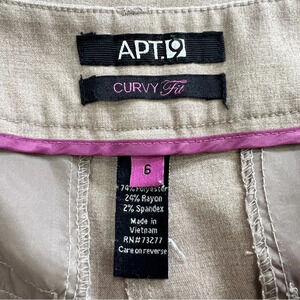 APT.9
CURVY Fit
6
74% Polyester
24% Rayon
2% Spandex
Made in
Vietnam
RN#73277
Care on reverse